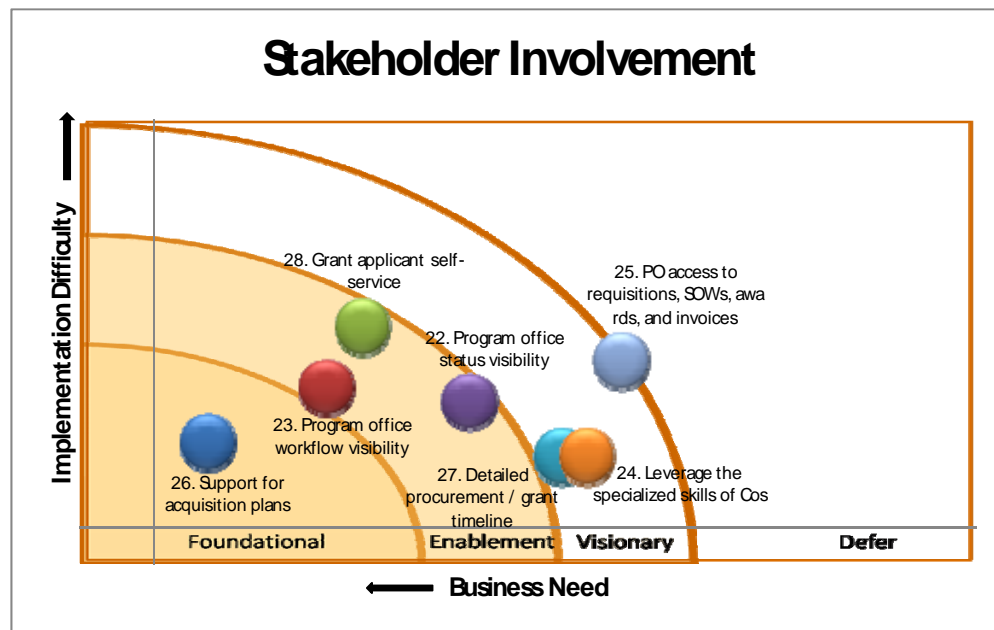 Stakeholder Involvement
Implementation Difficulty
28. Grant applicant self-
service
25. PO access to
requisitions, SOWs, awa
rds, and invoices
22. Program office
status visibility
23. Program office
workflow visibility
26. Support for
acquisition plans
27. Detailed
procurement / grant
timeline
24. Leverage the
specialized skills of Cos
Foundational
Enablement
Visionary
Defer
Business Need